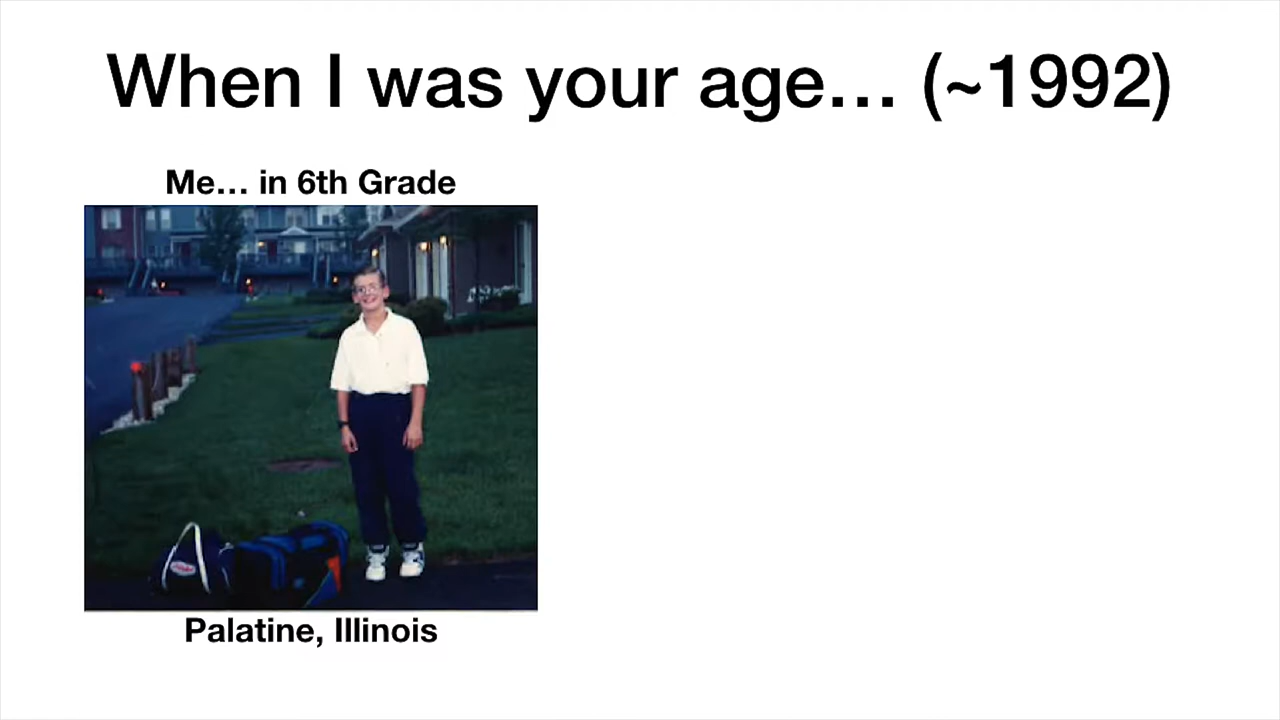 When I was your age… (~1992)
Me… in 6th Grade
Palatine, Illinois